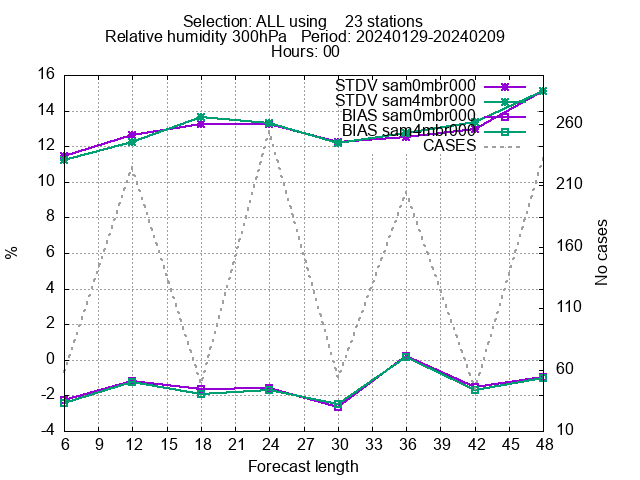 Selection: ALL using    23 stations
Relative humidity 300hPa   Period: 20240129-20240209
Hours: 00
STDV sam0mbr000
STDV sam4mbr000
BIAS sam0mbr000
BIAS sam4mbr000
CASES
16
14
12
10
8
6
4
2
0
-2
-4
%
260
210
160
110
60
10
No cases
6 9 12 15 18 21 24 27 30 33 36 39 42 45 48
Forecast length